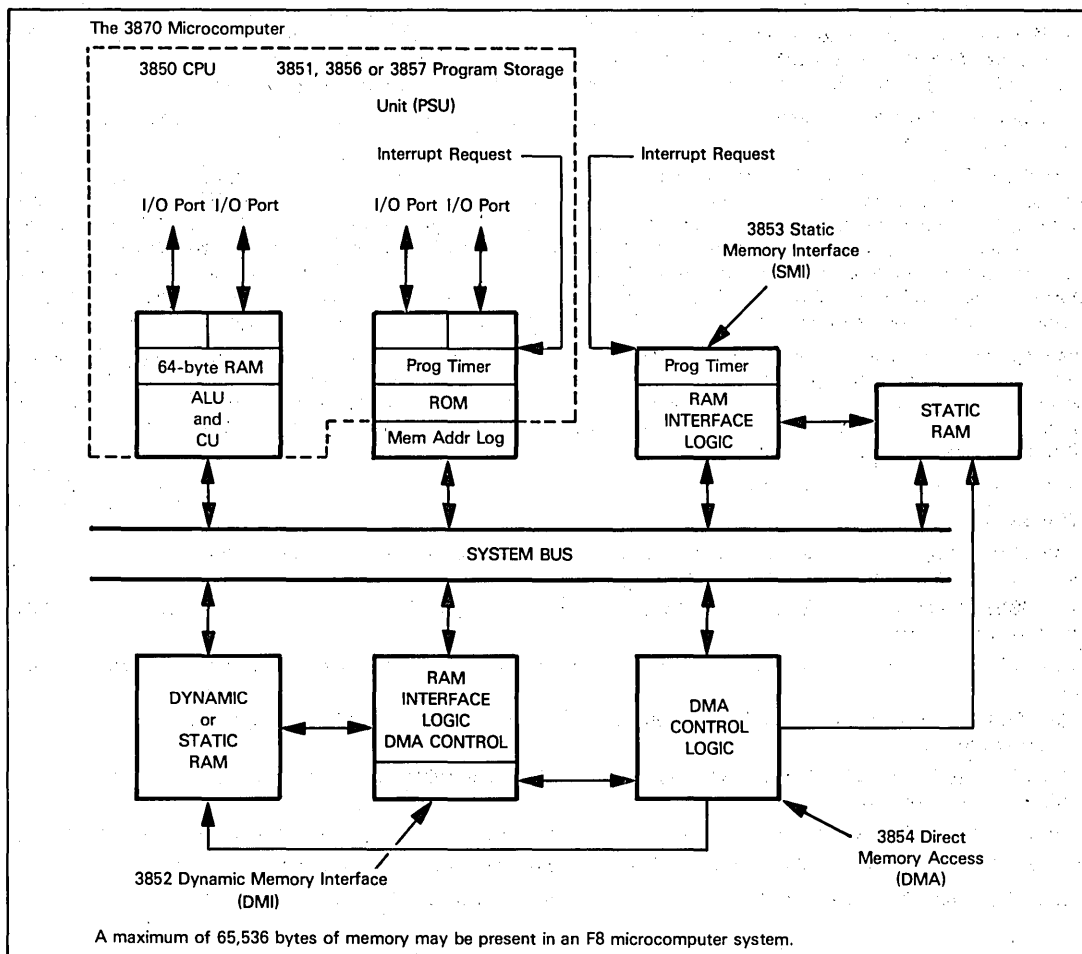 The 3870 Microcomputer
3850 CPU
3851, 3856 or 3857 Program Storage
Unit (PSU)
Interrupt Request
Interrupt Request
I/O Port I/O Port
I/O Port I/O Port
3853 Static
Memory Interface
(SMI)
64-byte RAM
ALU
and
CU
Prog Timer
ROM
Mem Addr Log
Prog Timer
RAM
INTERFACE
LOGIC
STATIC
RAM
SYSTEM BUS
DYNAMIC
or
STATIC
RAM
RAM
INTERFACE
LOGIC
DMA CONTROL
DMA
CONTROL
LOGIC
3852 Dynamic Memory Interface
(DMI)
3854 Direct
Memory Access
(DMA)
A maximum of 65,536 bytes of memory may be present in an F8 microcomputer system.